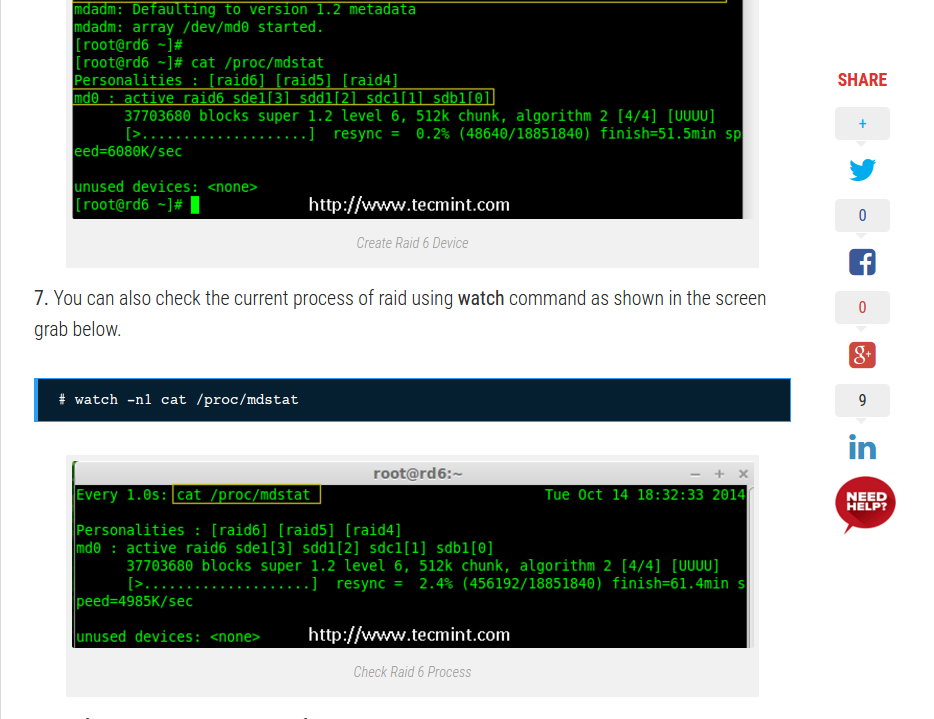 mdadm: Defaulting to version 1.2 metadata
mdadm: array /dev/md0 started.
[root@rd6 ~]#
[root@rd6 ~]# cat /proc/mdstat
Personalities : [raid6] [raid5] [raid4]
md0 : active raid6 sde1[3] sdd1[2] sdc1[1] sdb1[0]
37703680 blocks super 1.2 level 6, 512k chunk, algorithm 2 [4/4] [UUUU]
[>....................] resync = 0.2% (48640/18851840) finish=51.5min sp
eed=6080K/sec
unused devices: <none>
[root@rd6 ~]#
http://www.tecmint.com
Create Raid 6 Device
7. You can also check the current process of raid using watch command as shown in the screen
grab below.
# watch -n1 cat /proc/mdstat
root@rd6:~
Every 1.0s: cat /proc/mdstat
Tue Oct 14 18:32:33 2014
Personalities : [raid6] [raid5] [raid4]
md0 : active raid6 sde1[3] sdd1[2] sdc1[1] sdb1[0]
37703680 blocks super 1.2 level 6, 512k chunk, algorithm 2 [4/4] [UUUU]
[>....................] resync = 2.4% (456192/18851840) finish=61.4min s
peed=4985K/sec
unused devices: <none>
http://www.tecmint.com
Check Raid 6 Process
SHARE
+
0
f
0
g+
9
in
NEED
HELP?